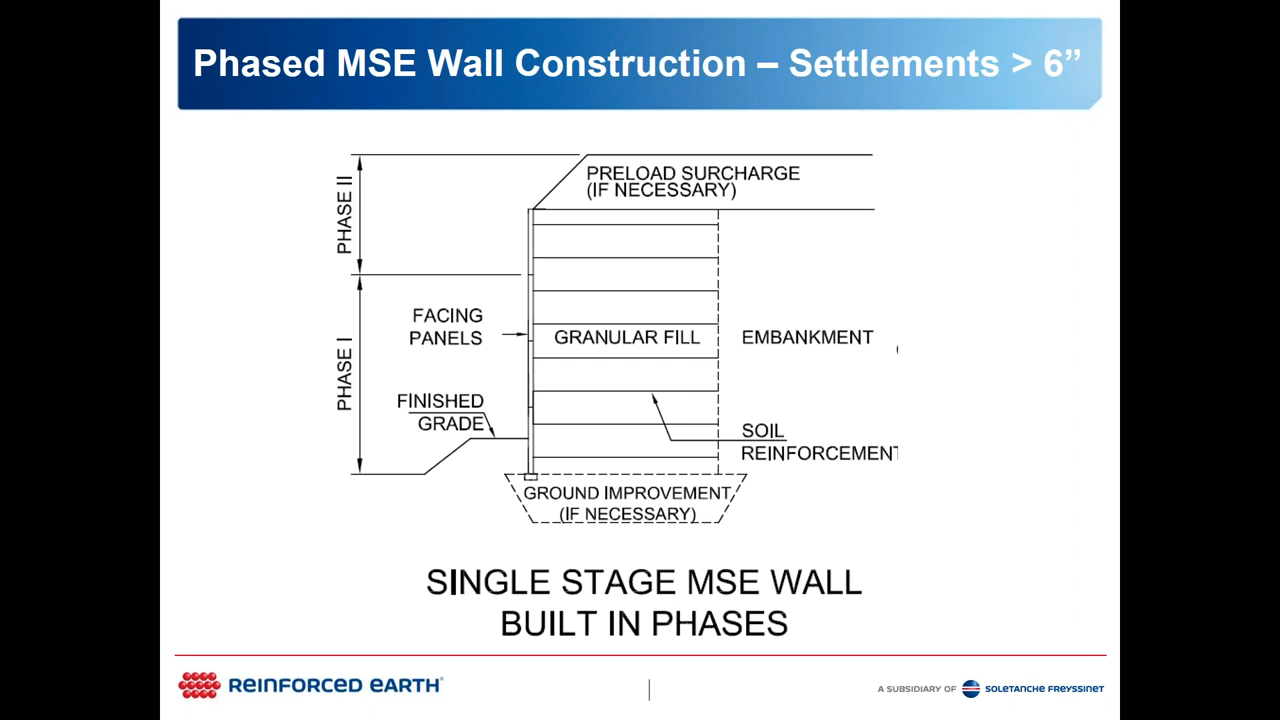 Phased MSE Wall Construction – Settlements > 6”
PRELOAD SURCHARGE
(IF NECESSARY)
PHASE II
FACING
PANELS
GRANULAR FILL
EMBANKMENT
PHASE I
FINISHED
GRADE
SOIL
REINFORCEMENT
GROUND IMPROVEMENT
(IF NECESSARY)
SINGLE STAGE MSE WALL
BUILT IN PHASES
REINFORCED EARTH®
A SUBSIDIARY OF SOLETANCHE FREYSSINET